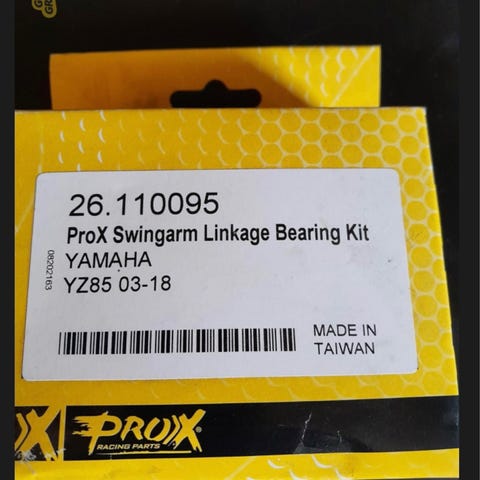 26.110095
ProX Swingarm Linkage Bearing Kit
YAMAHA
YZ85 03-18
08202163
MADE IN
TAIWAN
PROX
RACING PARTS